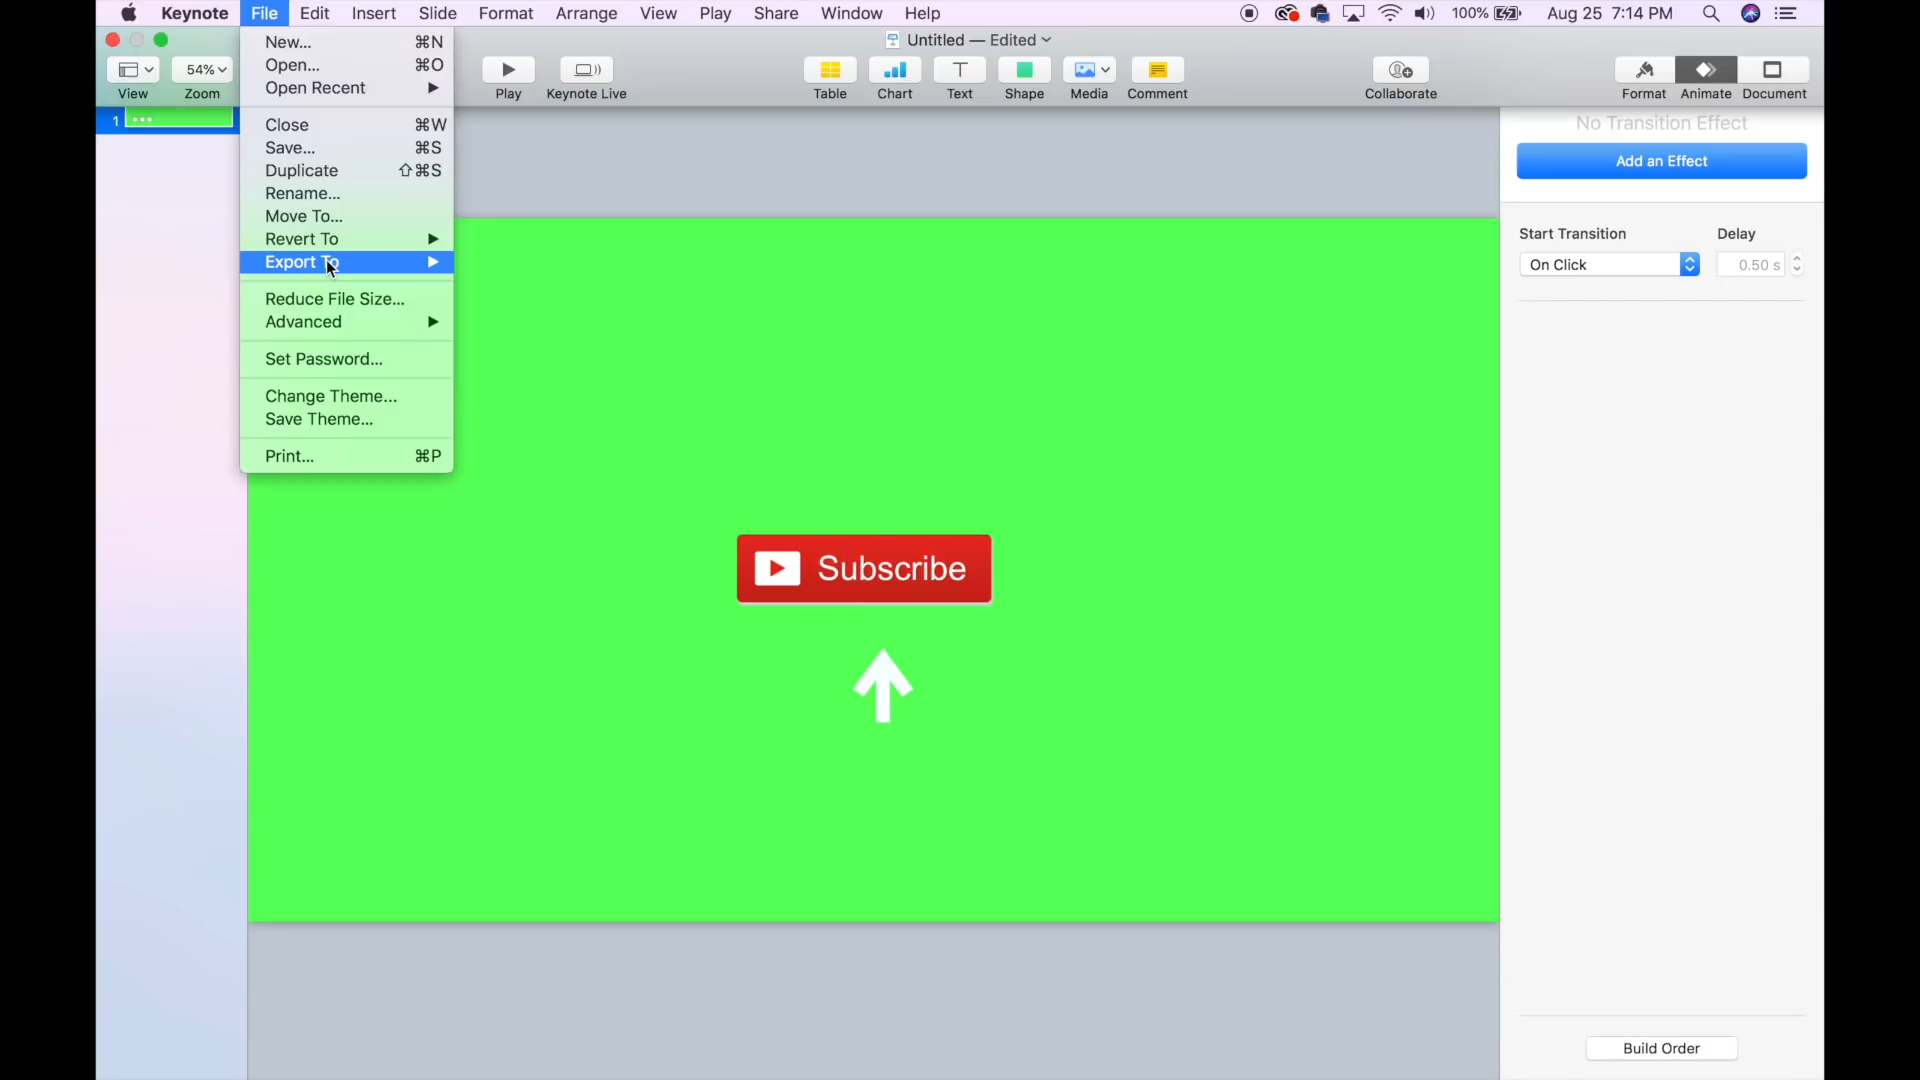 Keynote File Edit Insert Slide Format Arrange View Play Share Window Help 100% Aug 25 7:14 PM
Untitled — Edited
54%
View Zoom Play Keynote Live Table Chart Text Shape Media Comment Collaborate Format Animate Document
New... ⌘N
Open... ⌘O
Open Recent
Close ⌘W
Save... ⌘S
Duplicate ⇧⌘S
Rename...
Move To...
Revert To
Export To
Reduce File Size...
Advanced
Set Password...
Change Theme...
Save Theme...
Print... ⌘P
1
Subscribe
No Transition Effect
Add an Effect
Start Transition Delay
On Click 0.50 s
Build Order